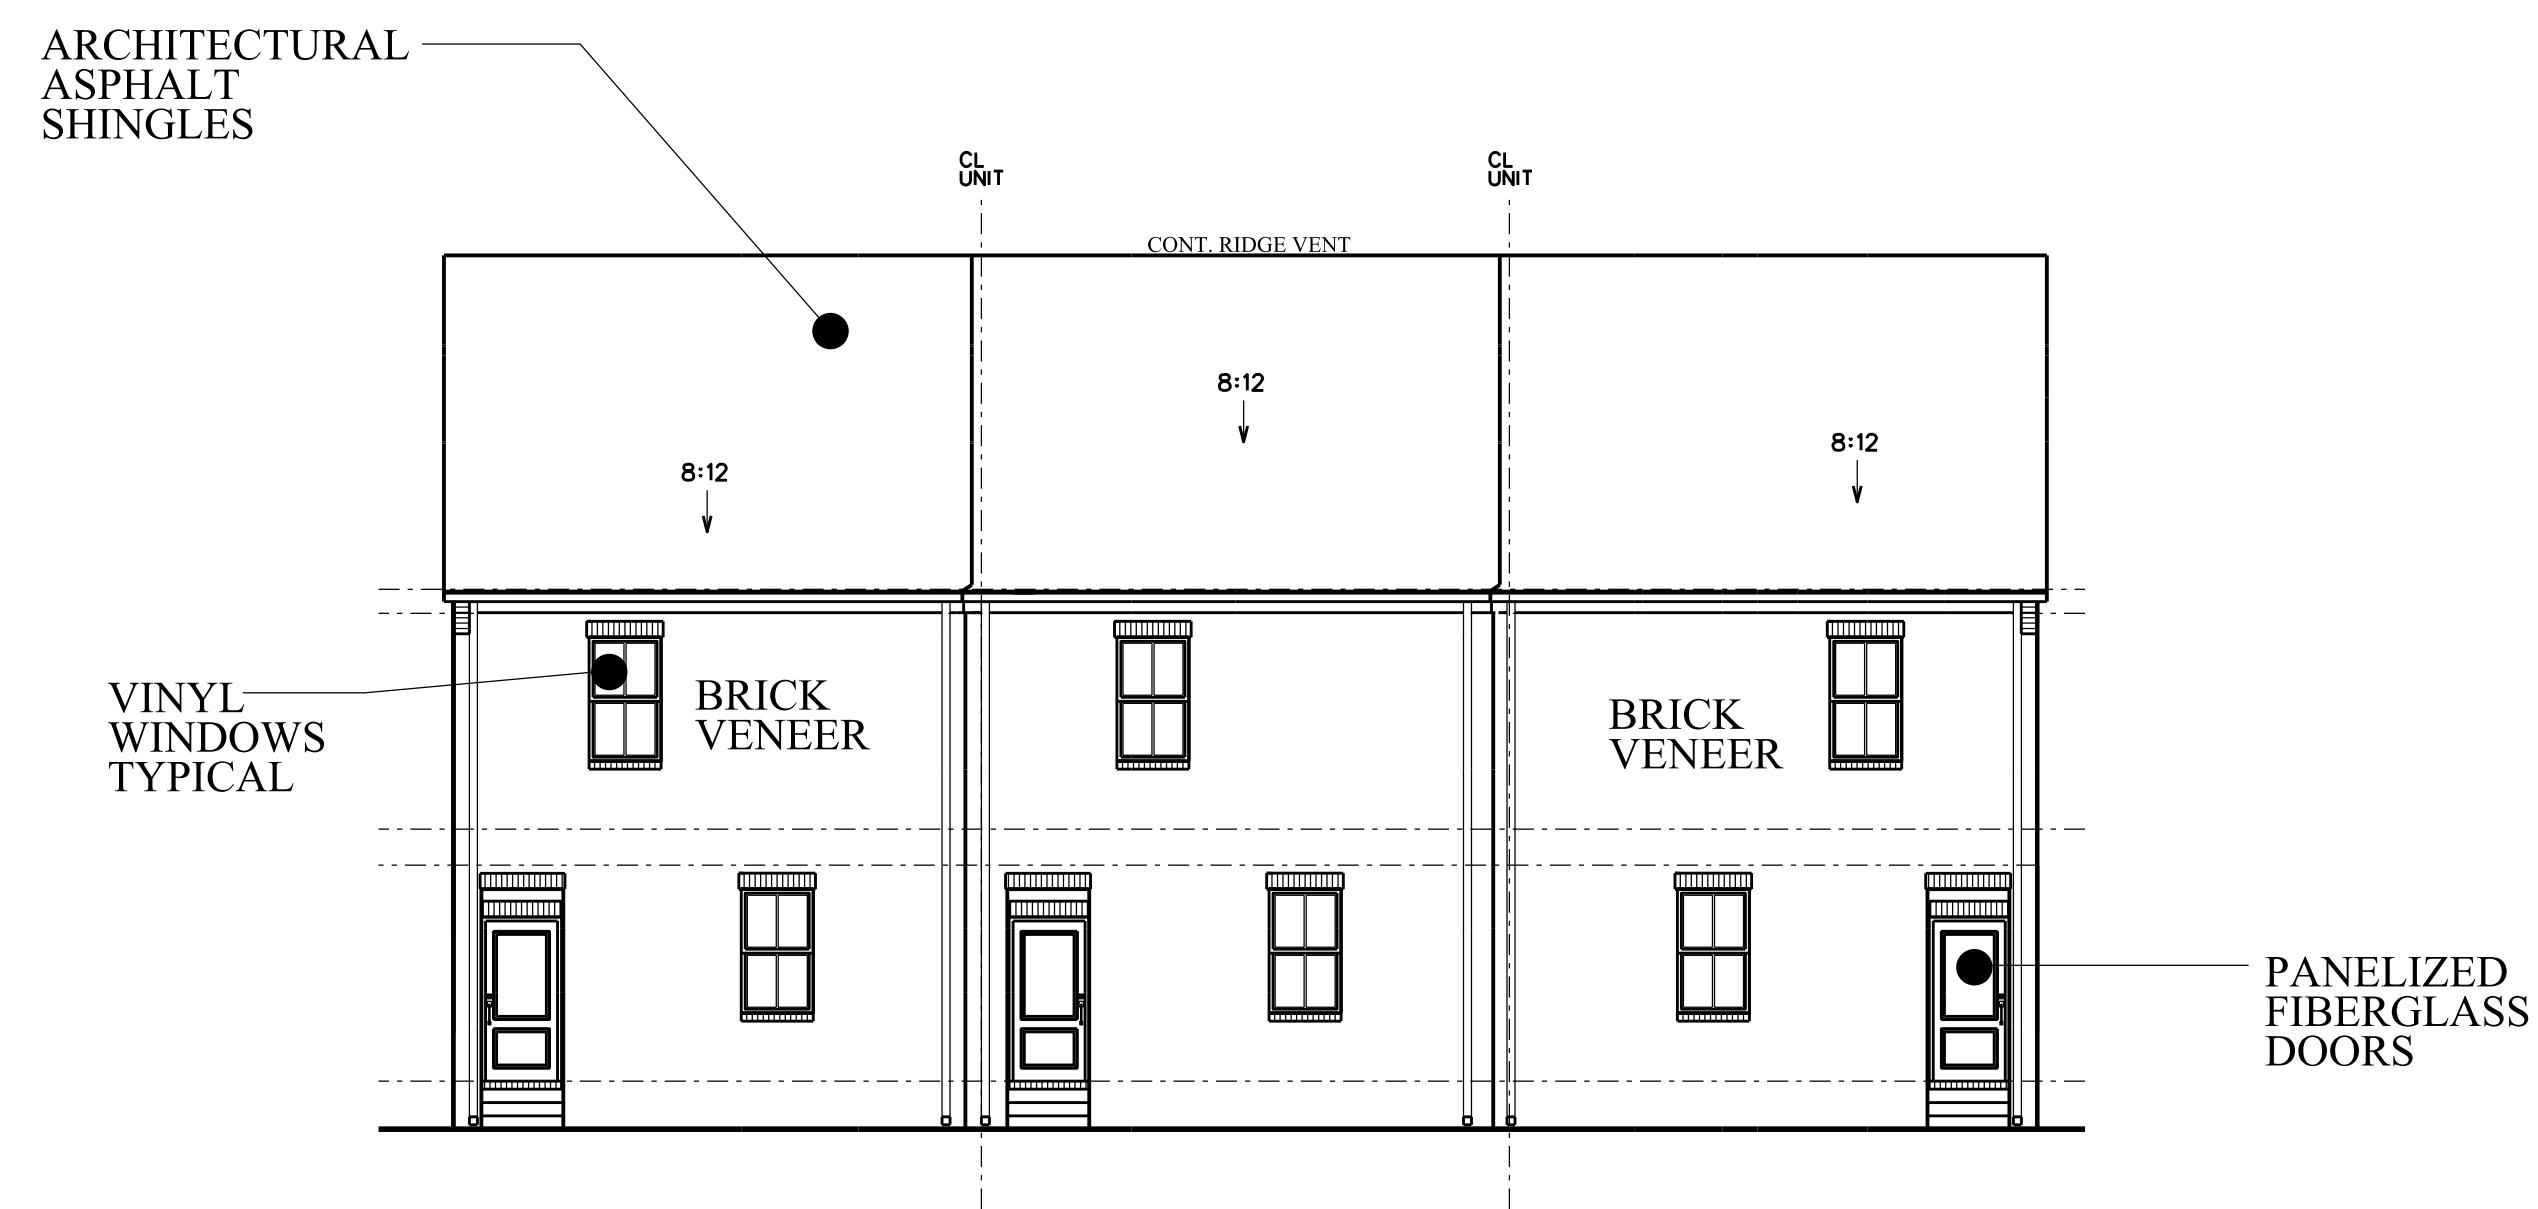 ARCHITECTURAL
ASPHALT
SHINGLES
CL
UNIT
CL
UNIT
CONT. RIDGE VENT
8:12
8:12
8:12
VINYL
WINDOWS
TYPICAL
BRICK
VENEER
BRICK
VENEER
PANELIZED
FIBERGLASS
DOORS